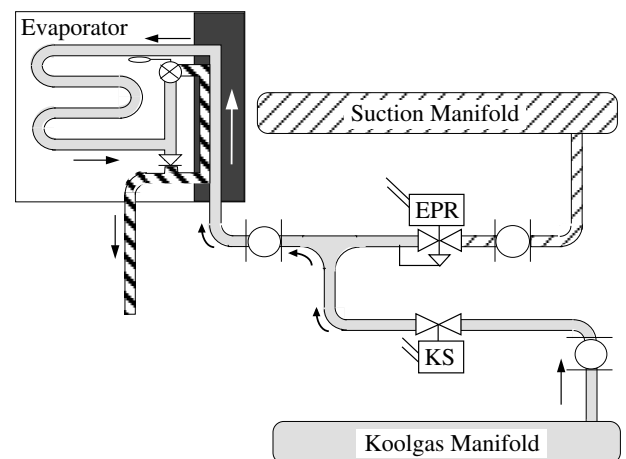 Evaporator
Suction Manifold
EPR
KS
Koolgas Manifold